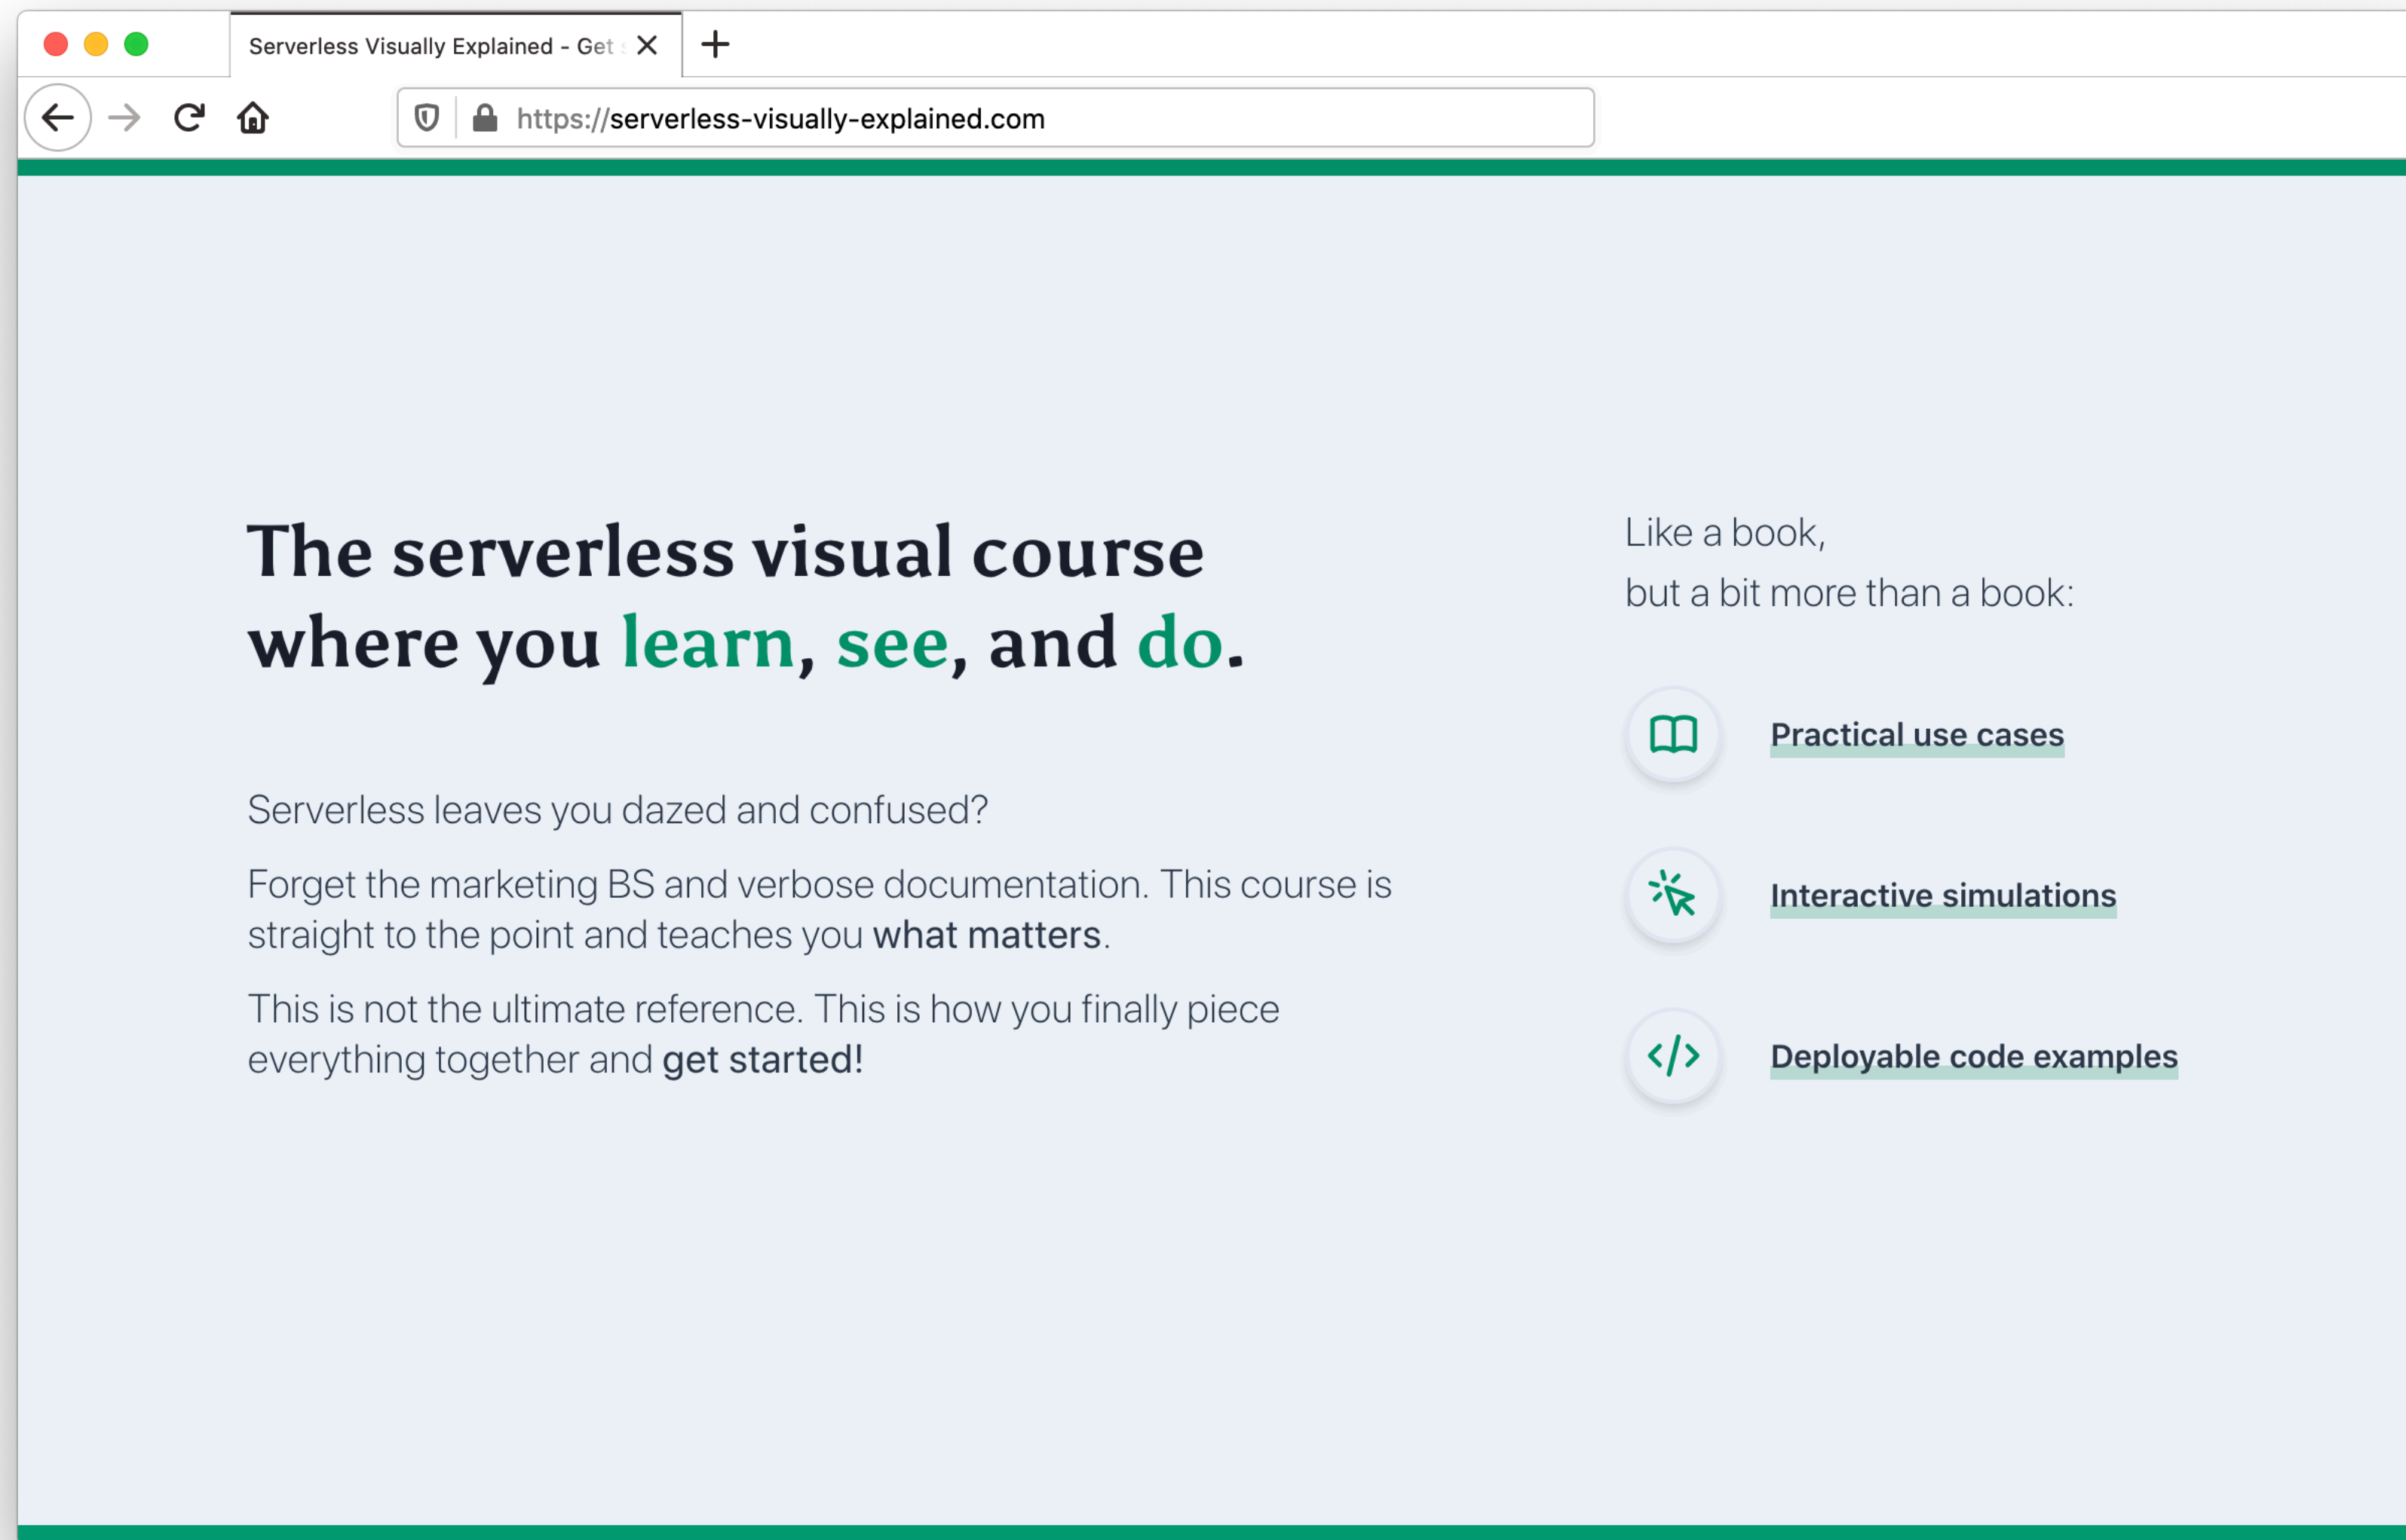 Serverless Visually Explained - Get
https://serverless-visually-explained.com
The serverless visual course
where you learn, see, and do.
Serverless leaves you dazed and confused?
Forget the marketing BS and verbose documentation. This course is
straight to the point and teaches you what matters.
This is not the ultimate reference. This is how you finally piece
everything together and get started!
Like a book,
but a bit more than a book:
Practical use cases
Interactive simulations
Deployable code examples